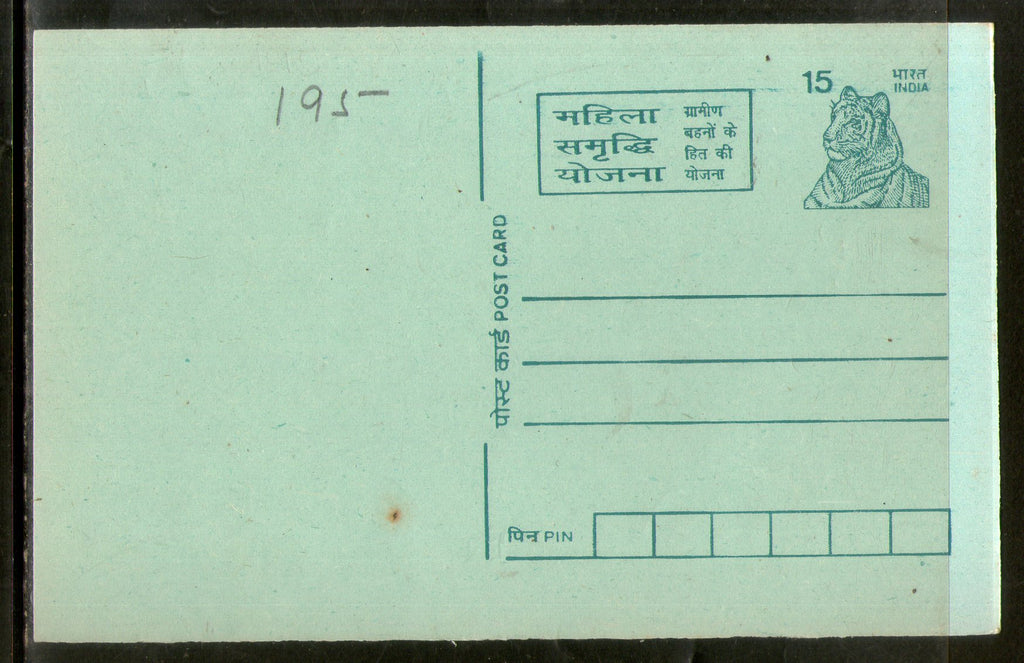 195
महिला
समृद्धि
योजना
ग्रामीण
बहनों के
हित की
योजना
15
भारत
INDIA
पोस्ट कार्ड POST CARD
पिन PIN